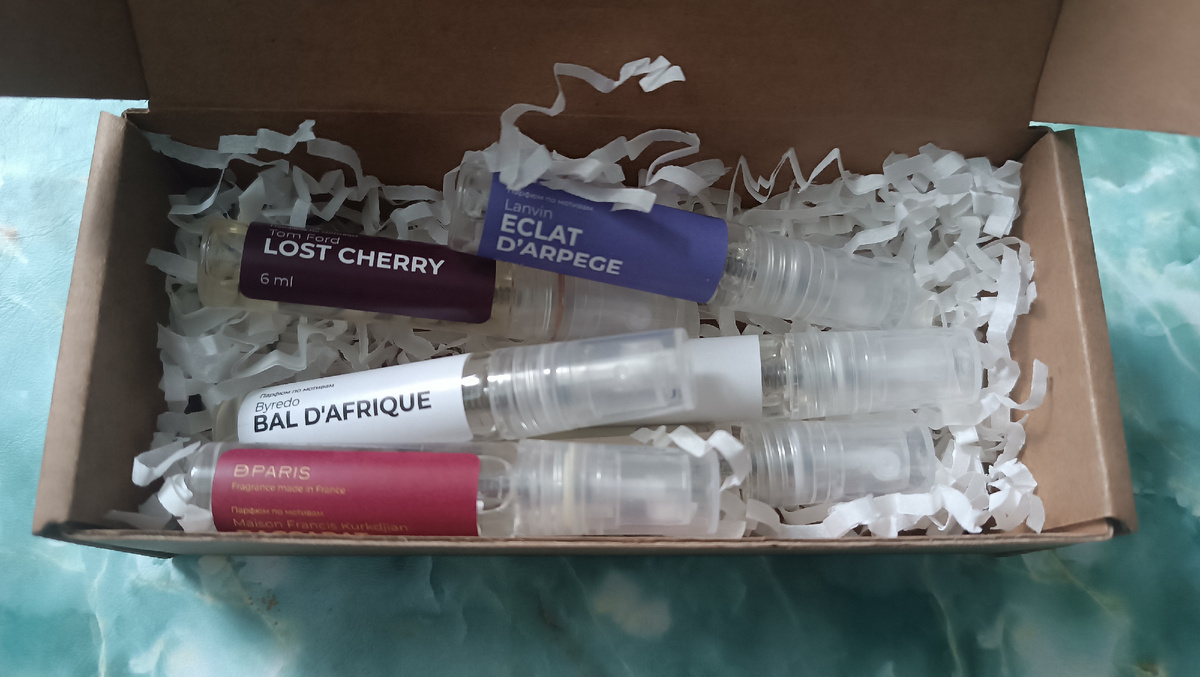 Tom Ford
LOST CHERRY
6 ml
Парфюм по мотивам
Lanvin
ECLAT
D'ARPEGE
Парфюм по мотивам
Byredo
BAL D'AFRIQUE
PARIS
Fragrance made in France
Парфюм по мотивам
Maison Francis Kurkdjian